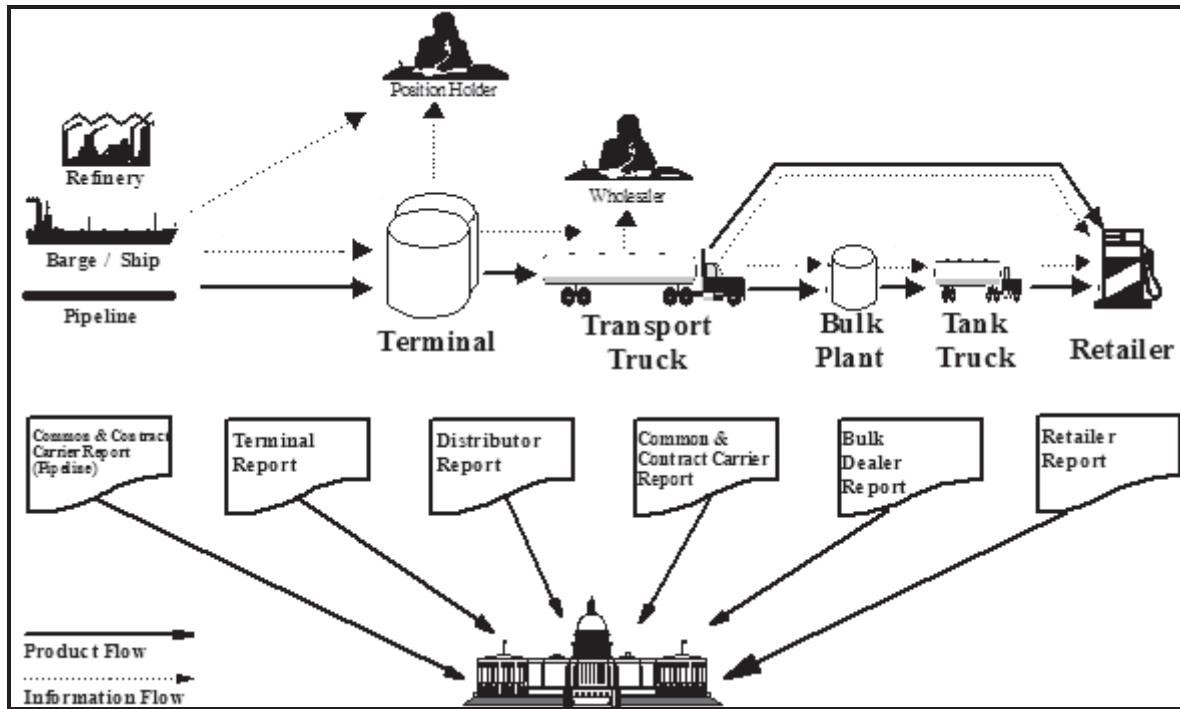 Position Holder
Refinery
Wholesaler
Barge / Ship
Pipeline
Terminal
Transport
Truck
Bulk
Plant
Tank
Truck
Retailer
Common & Contract
Carrier Report
(Pipeline)
Terminal
Report
Distributor
Report
Common &
Contract Carrier
Report
Bulk
Dealer
Report
Retailer
Report
Product Flow
Information Flow